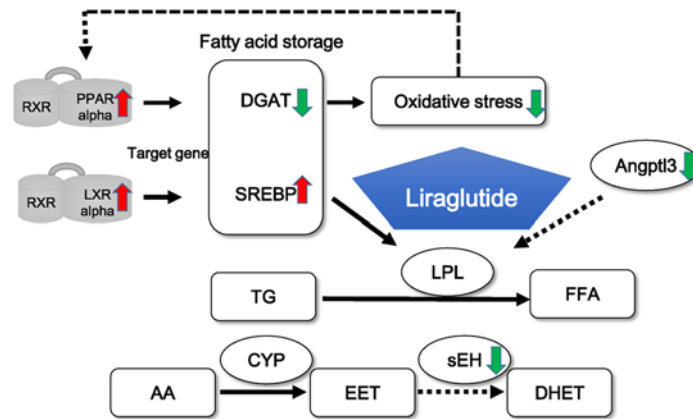 Fatty acid storage
RXR
PPAR
alpha
DGAT
Oxidative stress
Target gene
Angptl3
RXR
LXR
alpha
SREBP
Liraglutide
LPL
TG
FFA
CYP
sEH
AA
EET
DHET